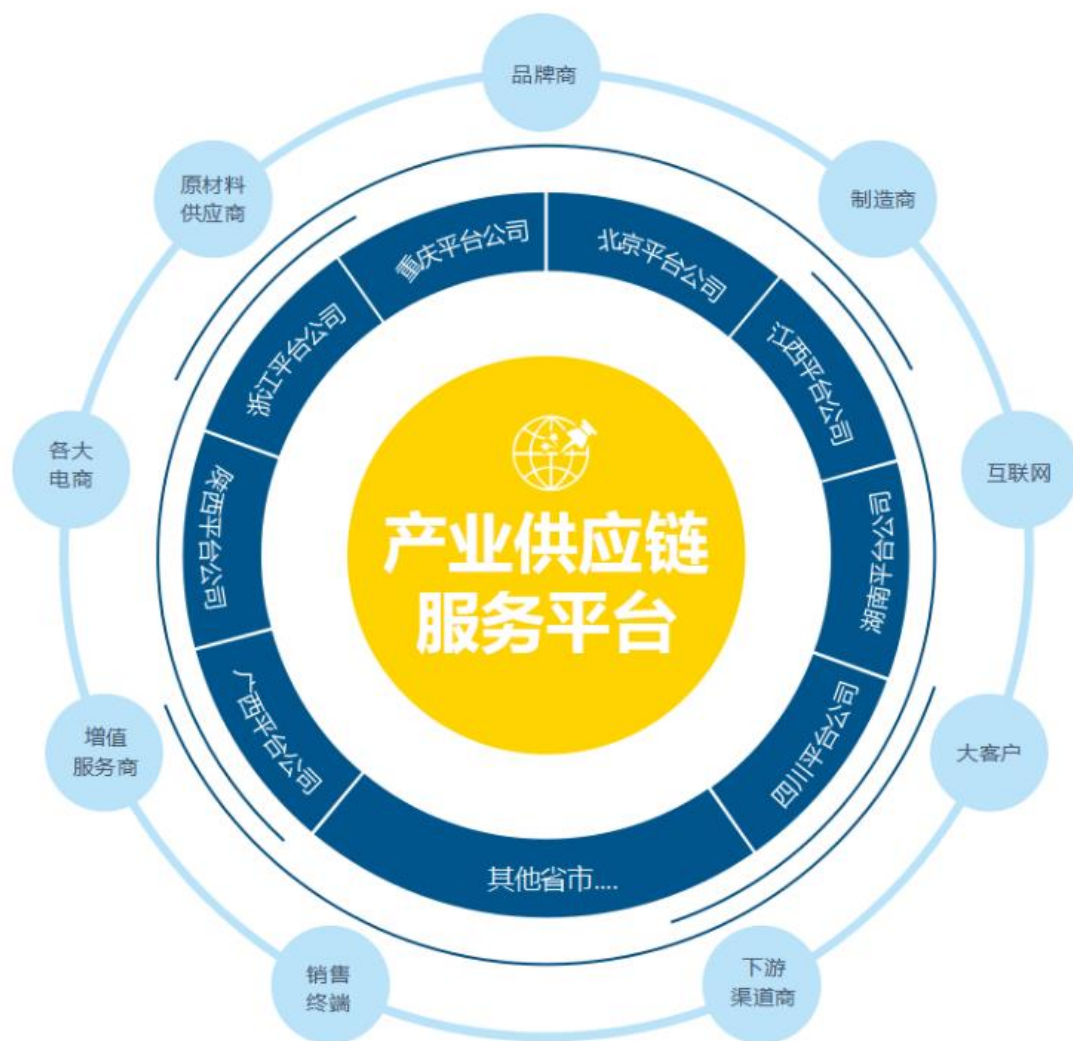 品牌商
制造商
互联网
大客户
下游
渠道商
销售
终端
增值
服务商
各大
电商
原材料
供应商
北京平台公司
江西平台公司
湖南平台公司
四川平台公司
其他省市....
广西平台公司
陕西平台公司
浙江平台公司
重庆平台公司
产业供应链
服务平台